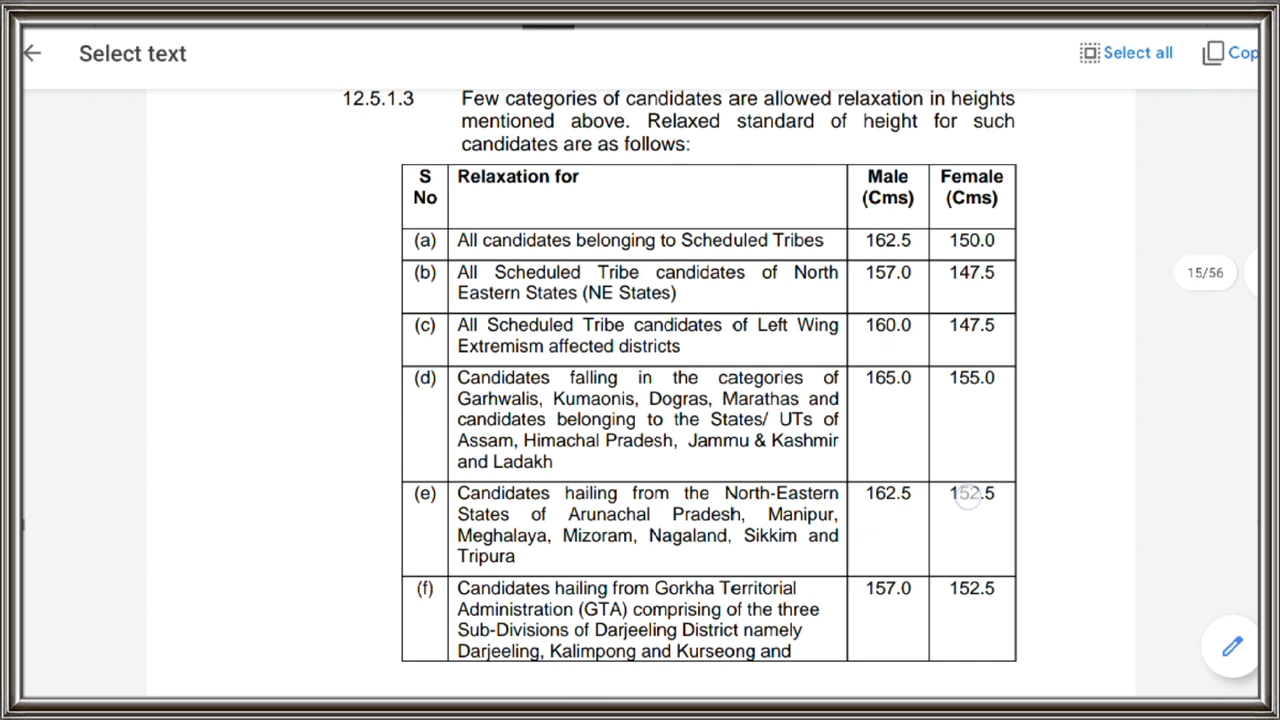 Select text
Select all
Cop
12.5.1.3 Few categories of candidates are allowed relaxation in heights
mentioned above. Relaxed standard of height for such
candidates are as follows:
S No Relaxation for Male (Cms) Female (Cms)
(a) All candidates belonging to Scheduled Tribes 162.5 150.0
(b) All Scheduled Tribe candidates of North 157.0 147.5
Eastern States (NE States)
15/56
(c) All Scheduled Tribe candidates of Left Wing 160.0 147.5
Extremism affected districts
(d) Candidates falling in the categories of 165.0 155.0
Garhwalis, Kumaonis, Dogras, Marathas and
candidates belonging to the States/ UTs of
Assam, Himachal Pradesh, Jammu & Kashmir
and Ladakh
(e) Candidates hailing from the North-Eastern 162.5 152.5
States of Arunachal Pradesh, Manipur,
Meghalaya, Mizoram, Nagaland, Sikkim and
Tripura
(f) Candidates hailing from Gorkha Territorial 157.0 152.5
Administration (GTA) comprising of the three
Sub-Divisions of Darjeeling District namely
Darjeeling, Kalimpong and Kurseong and